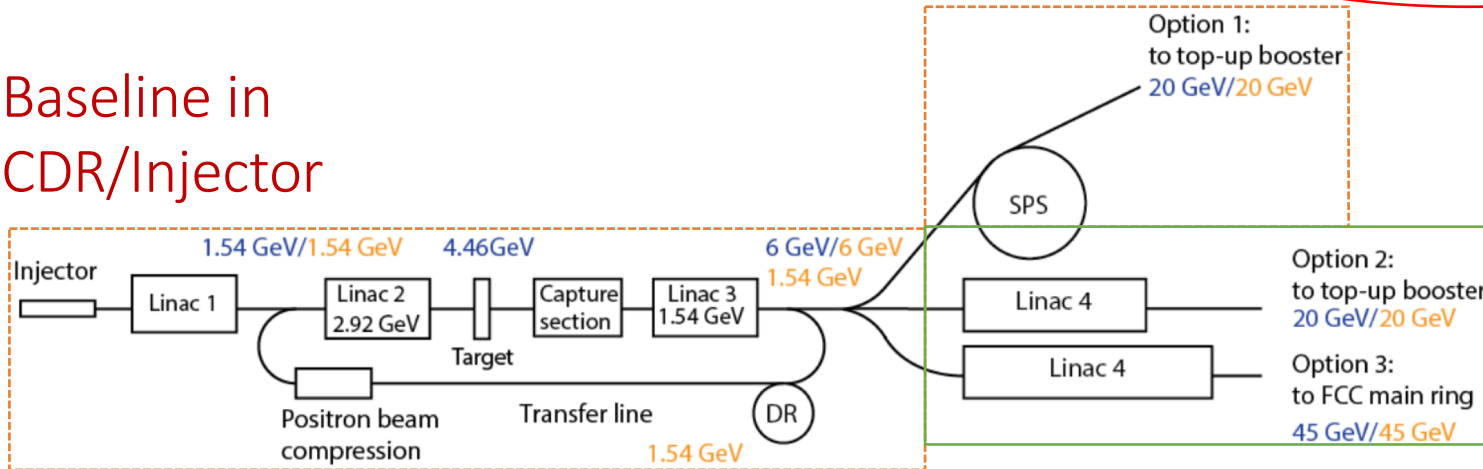 Baseline in
CDR/Injector
Option 1:
to top-up booster
20 GeV/20 GeV
SPS
1.54 GeV/1.54 GeV
4.46GeV
6 GeV/6 GeV
1.54 GeV
Injector
Linac 1
Linac 2
2.92 GeV
Target
Capture
section
Linac 3
1.54 GeV
Positron beam
compression
Transfer line
DR
1.54 GeV
Linac 4
Option 2:
to top-up booster
20 GeV/20 GeV
Linac 4
Option 3:
to FCC main ring
45 GeV/45 GeV